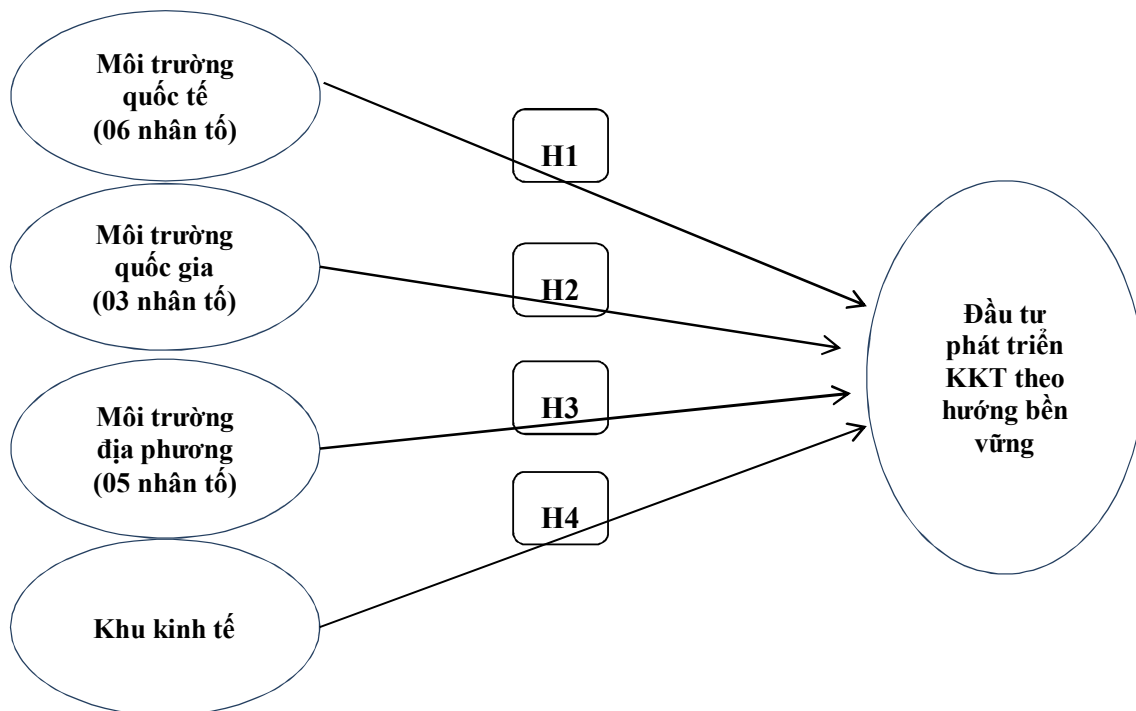 Môi trường
quốc tế
(06 nhân tố)
H1
Môi trường
quốc gia
(03 nhân tố)
H2
Đầu tư
phát triển
KKT theo
hướng bền
vững
H3
Môi trường
địa phương
(05 nhân tố)
H4
Khu kinh tế